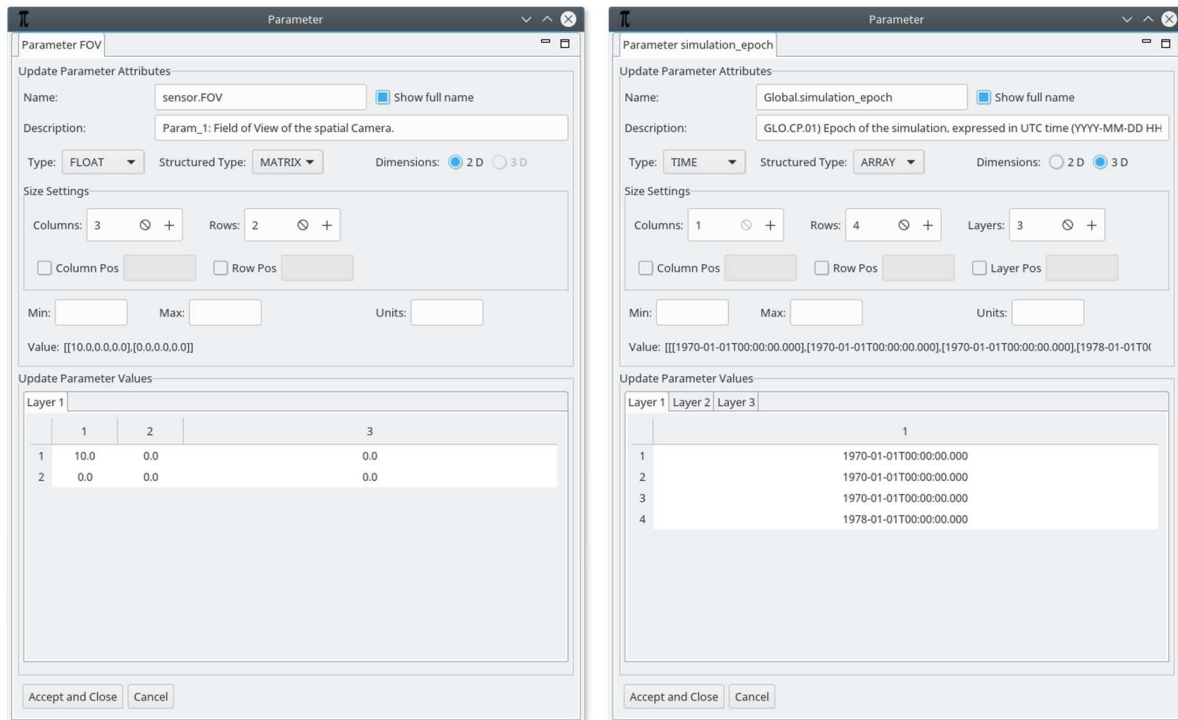 Parameter
Parameter FOV
Update Parameter Attributes
Name: sensor.FOV Show full name
Description: Param_1: Field of View of the spatial Camera.
Type: FLOAT Structured Type: MATRIX Dimensions: 2 D 3 D
Size Settings
Columns: 3 + Rows: 2 +
Column Pos Row Pos
Min: Max: Units:
Value: [[10.0,0.0,0.0],[0.0,0.0,0.0]]
Update Parameter Values
Layer 1
1 2 3
1 10.0 0.0 0.0
2 0.0 0.0 0.0
Accept and Close Cancel
Parameter
Parameter simulation_epoch
Update Parameter Attributes
Name: Global.simulation_epoch Show full name
Description: GLO.CP.01) Epoch of the simulation, expressed in UTC time (YYYY-MM-DD HH
Type: TIME Structured Type: ARRAY Dimensions: 2 D 3 D
Size Settings
Columns: 1 + Rows: 4 + Layers: 3 +
Column Pos Row Pos Layer Pos
Min: Max: Units:
Value: [[[1970-01-01T00:00:00.000],[1970-01-01T00:00:00.000],[1970-01-01T00:00:00.000],[1978-01-01T0(
Update Parameter Values
Layer 1 Layer 2 Layer 3
1
1 1970-01-01T00:00:00.000
2 1970-01-01T00:00:00.000
3 1970-01-01T00:00:00.000
4 1978-01-01T00:00:00.000
Accept and Close Cancel